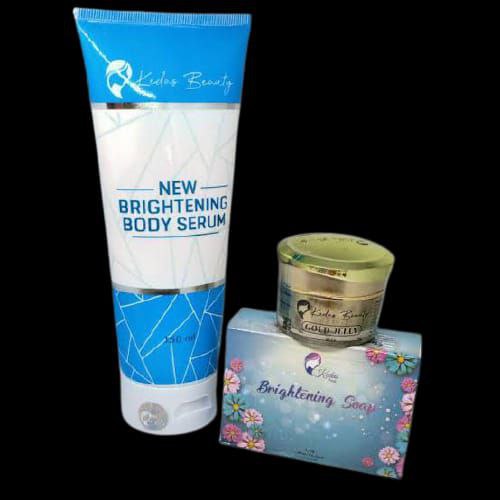 Kedas Beauty
NEW
BRIGHTENING
BODY SERUM
150 ml
Kedas Beauty
GOLD JELLY
Kedas
Brightening Soap